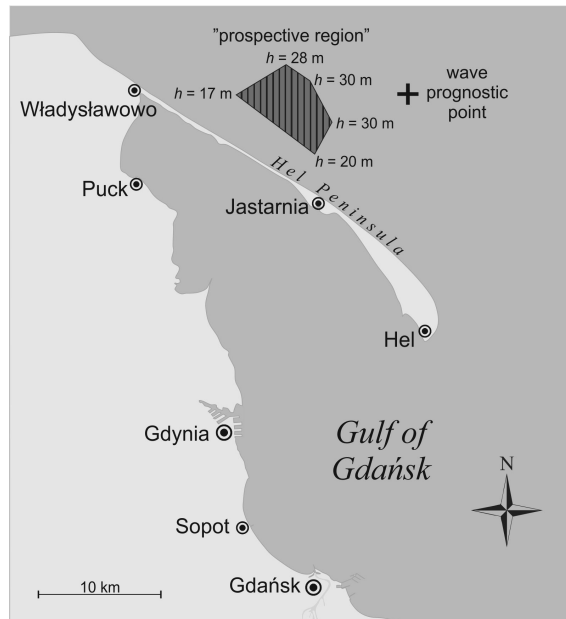 ”prospective region”
h = 28 m
h = 17 m
h = 30 m
wave
prognostic
point
Władysławowo
h = 30 m
h = 20 m
Hel Peninsula
Puck
Jastarnia
Hel
Gdynia
Gulf of
Gdańsk
N
Sopot
10 km
Gdańsk